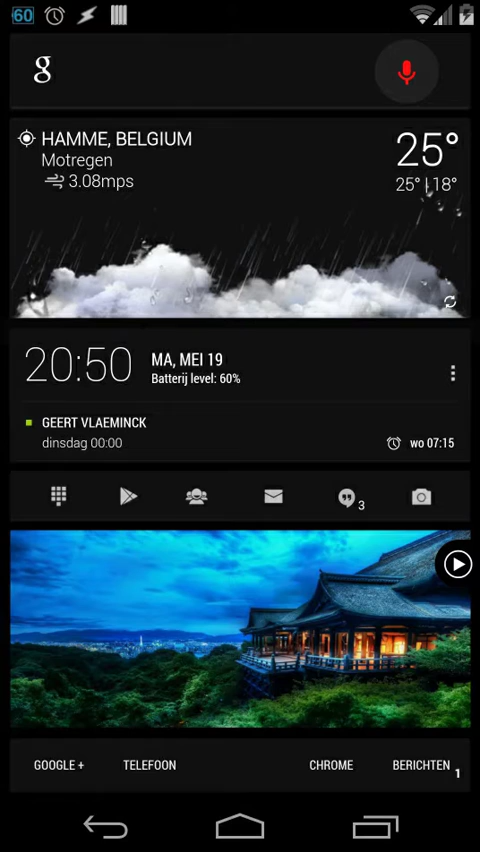 60
g
HAMME, BELGIUM
Motregen
3.08mps
25°
25° | 18°
20:50
MA, MEI 19
Batterij level: 60%
GEERT VLAEMINCK
dinsdag 00:00
wo 07:15
3
GOOGLE +
TELEFOON
CHROME
BERICHTEN
1